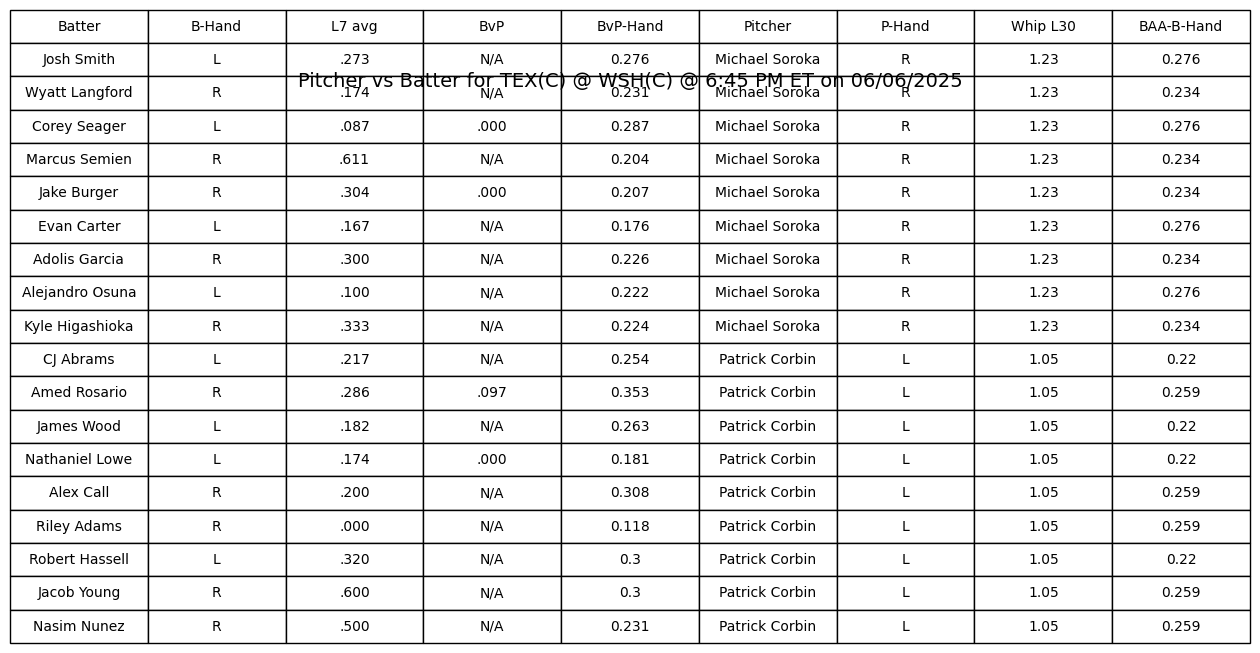 Batter B-Hand L7 avg BvP BvP-Hand Pitcher P-Hand Whip L30 BAA-B-Hand
Josh Smith L .273 N/A 0.276 Michael Soroka R 1.23 0.276
Pitcher vs Batter for TEX(C) @ WSH(C) @ 6:45 PM ET on 06/06/2025
Wyatt Langford R .174 N/A 0.231 Michael Soroka R 1.23 0.234
Corey Seager L .087 .000 0.287 Michael Soroka R 1.23 0.276
Marcus Semien R .611 N/A 0.204 Michael Soroka R 1.23 0.234
Jake Burger R .304 .000 0.207 Michael Soroka R 1.23 0.234
Evan Carter L .167 N/A 0.176 Michael Soroka R 1.23 0.276
Adolis Garcia R .300 N/A 0.226 Michael Soroka R 1.23 0.234
Alejandro Osuna L .100 N/A 0.222 Michael Soroka R 1.23 0.276
Kyle Higashioka R .333 N/A 0.224 Michael Soroka R 1.23 0.234
CJ Abrams L .217 N/A 0.254 Patrick Corbin L 1.05 0.22
Amed Rosario R .286 .097 0.353 Patrick Corbin L 1.05 0.259
James Wood L .182 N/A 0.263 Patrick Corbin L 1.05 0.22
Nathaniel Lowe L .174 .000 0.181 Patrick Corbin L 1.05 0.22
Alex Call R .200 N/A 0.308 Patrick Corbin L 1.05 0.259
Riley Adams R .000 N/A 0.118 Patrick Corbin L 1.05 0.259
Robert Hassell L .320 N/A 0.3 Patrick Corbin L 1.05 0.22
Jacob Young R .600 N/A 0.3 Patrick Corbin L 1.05 0.259
Nasim Nunez R .500 N/A 0.231 Patrick Corbin L 1.05 0.259